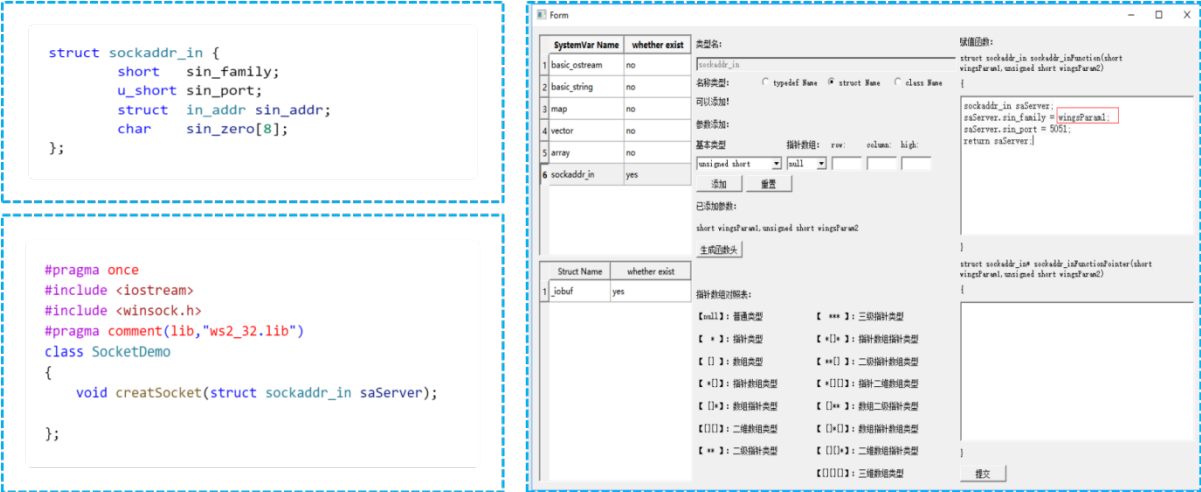 struct sockaddr_in {
short sin_family;
u_short sin_port;
struct in_addr sin_addr;
char sin_zero[8];
};
#pragma once
#include <iostream>
#include <winsock.h>
#pragma comment(lib,"ws2_32.lib")
class SocketDemo
{
void creatSocket(struct sockaddr_in saServer);
};
Form
SystemVar Name whether exist
1 basic_ostream no
2 basic_string no
3 map no
4 vector no
5 array no
6 sockaddr_in yes
Struct Name whether exist
1 _iobuf yes
类型名:
sockaddr_in
名称类型: typedef Name struct Name class Name
可以添加!
参数添加:
基本类型 指针数组: row: column: high:
unsigned short null
添加 重置
已添加参数:
short wingsParam1,unsigned short wingsParam2
生成函数头
指针数组对照表:
【null】: 普通类型 【 *** 】: 三级指针类型
【 * 】: 指针类型 【 *[]* 】: 指针数组指针类型
【 [] 】: 数组类型 【 **[] 】: 二级指针数组类型
【 *[] 】: 指针数组类型 【 *[][] 】: 指针二维数组类型
【 []* 】: 数组指针类型 【 []** 】: 数组二级指针类型
【[][] 】: 二维数组类型 【 []*[] 】: 数组指针数组类型
【 ** 】: 二级指针类型 【 [][]* 】: 二维数组指针类型
【[][][] 】: 三维数组类型
赋值函数:
struct sockaddr_in sockaddr_inFunction(short
wingsParam1,unsigned short wingsParam2)
{
sockaddr_in saServer;
saServer.sin_family = wingsParam1;
saServer.sin_port = 5051;
return saServer;
}
struct sockaddr_in* sockaddr_inFunctionPointer(short
wingsParam1,unsigned short wingsParam2)
{
}
提交